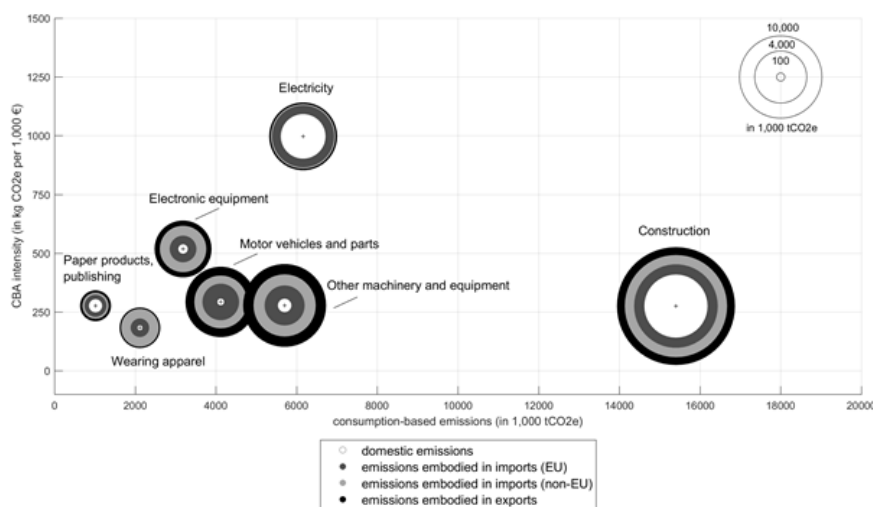 1500
1250
1000
750
500
250
0
CBA intensity (in kg CO2e per 1,000 €)
10,000
4,000
100
in 1,000 tCO2e
Electricity
Electronic equipment
Motor vehicles and parts
Construction
Paper products,
publishing
Other machinery and equipment
Wearing apparel
0 2000 4000 6000 8000 10000 12000 14000 16000 18000 20000
consumption-based emissions (in 1,000 tCO2e)
domestic emissions
emissions embodied in imports (EU)
emissions embodied in imports (non-EU)
emissions embodied in exports